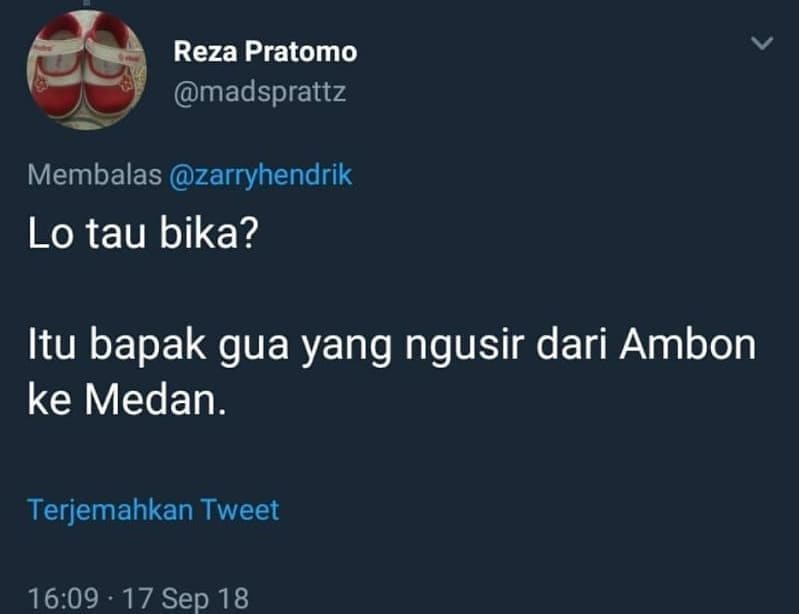 Reza Pratomo
@madsprattz
Membalas @zarryhendrik
Lo tau bika?
Itu bapak gua yang ngusir dari Ambon
ke Medan.
Terjemahkan Tweet
16:09 · 17 Sep 18